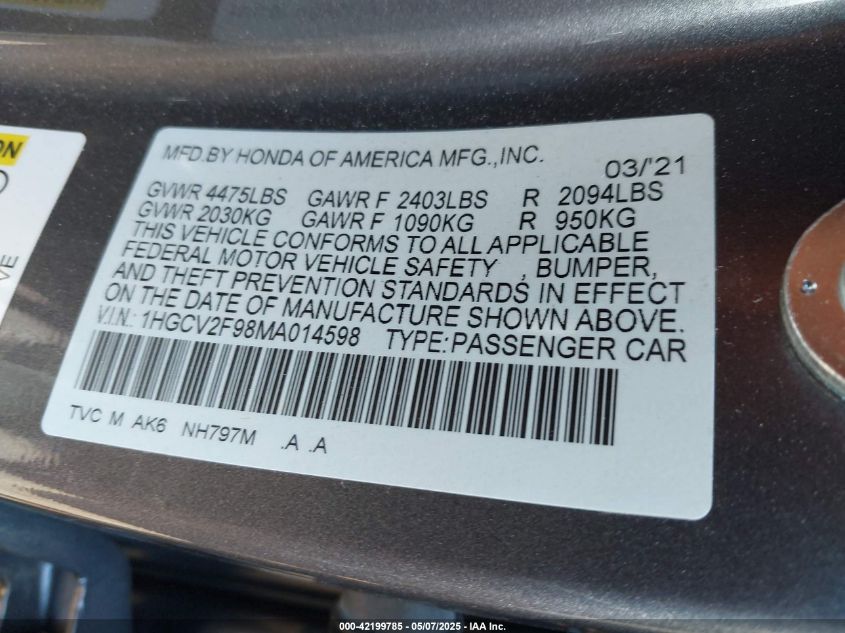 ON
VE
MFD.BY HONDA OF AMERICA MFG.,INC. 03/'21
GVWR 4475LBS GAWR F 2403LBS R 2094LBS
GVWR 2030KG GAWR F 1090KG R 950KG
THIS VEHICLE CONFORMS TO ALL APPLICABLE
FEDERAL MOTOR VEHICLE SAFETY , BUMPER,
AND THEFT PREVENTION STANDARDS IN EFFECT
ON THE DATE OF MANUFACTURE SHOWN ABOVE.
V.I.N.: 1HGCV2F98MA014598 TYPE:PASSENGER CAR
TVC M AK6 NH797M .A .A
000-42199785 — 05/07/2025 — IAA Inc.